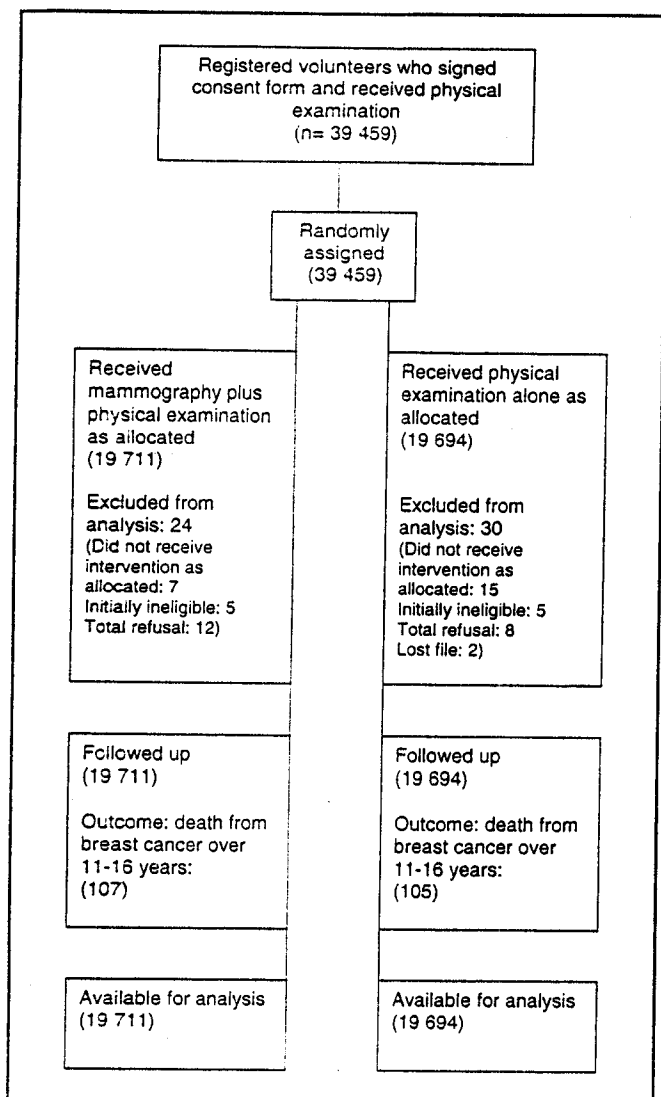 Registered volunteers who signed
consent form and received physical
examination
(n= 39 459)
Randomly
assigned
(39 459)
Received
mammography plus
physical examination
as allocated
(19 711)
Excluded from
analysis: 24
(Did not receive
intervention as
allocated: 7
Initially ineligible: 5
Total refusal: 12)
Received physical
examination alone as
allocated
(19 694)
Excluded from
analysis: 30
(Did not receive
intervention as
allocated: 15
Initially ineligible: 5
Total refusal: 8
Lost file: 2)
Followed up
(19 711)
Outcome: death from
breast cancer over
11-16 years:
(107)
Followed up
(19 694)
Outcome: death from
breast cancer over
11-16 years:
(105)
Available for analysis
(19 711)
Available for analysis
(19 694)